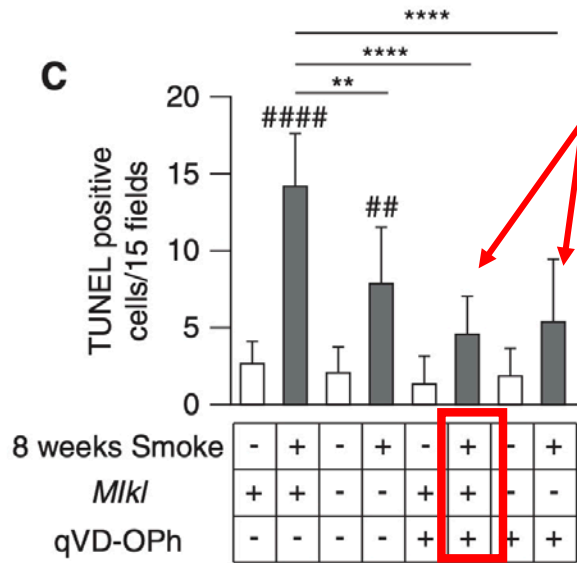 ****
****
**
C
TUNEL positive
cells/15 fields
20
15
10
5
0
####
##
8 weeks Smoke - + - + - + - +
Mlkl + + - - + + - -
qVD-OPh - - - - + + + +